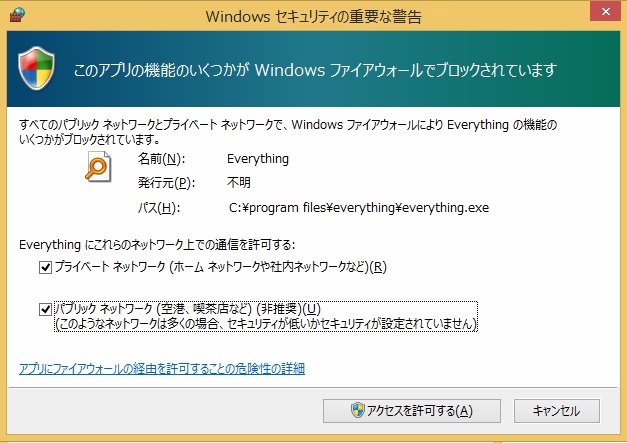 Windows セキュリティの重要な警告
このアプリの機能のいくつかが Windows ファイアウォールでブロックされています
すべてのパブリック ネットワークとプライベート ネットワークで、Windows ファイアウォールにより Everything の機能の
いくつかがブロックされています。
名前(N): Everything
発行元(P): 不明
パス(H): C:¥program files¥everything¥everything.exe
Everything にこれらのネットワーク上での通信を許可する:
プライベート ネットワーク (ホーム ネットワークや社内ネットワークなど)(R)
パブリック ネットワーク (空港、喫茶店など) (非推奨)(U)
(このようなネットワークは多くの場合、セキュリティが低いかセキュリティが設定されていません)
アプリにファイアウォールの経由を許可することの危険性の詳細
アクセスを許可する(A) キャンセル